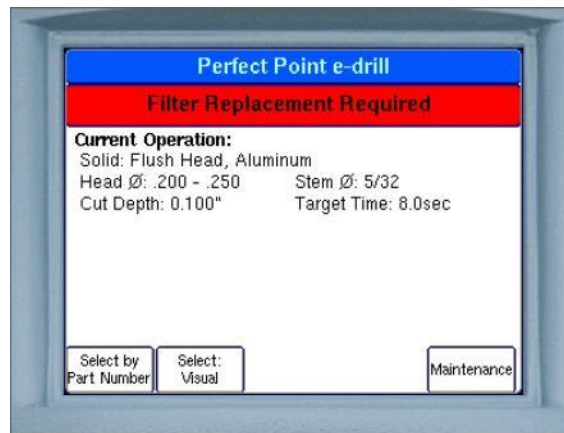 Perfect Point e-drill
Filter Replacement Required
Current Operation:
Solid: Flush Head, Aluminum
Head Ø: .200 - .250 Stem Ø: 5/32
Cut Depth: 0.100" Target Time: 8.0sec
Select by Part Number
Select: Visual
Maintenance